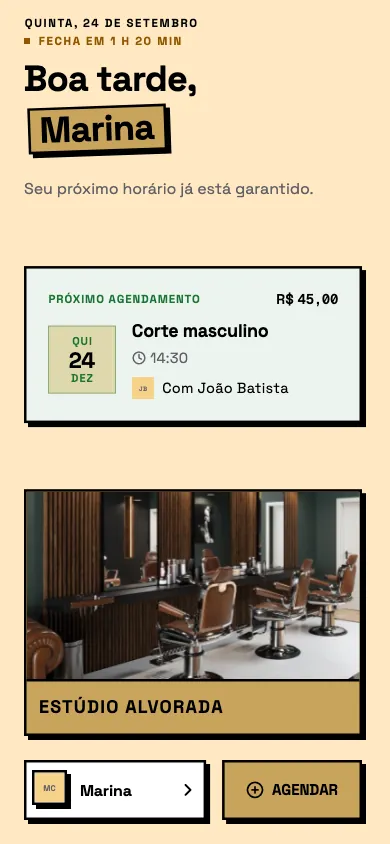 QUINTA, 24 DE SETEMBRO
FECHA EM 1 H 20 MIN
Boa tarde,
Marina
Seu próximo horário já está garantido.
PRÓXIMO AGENDAMENTO
R$ 45,00
QUI
24
DEZ
Corte masculino
14:30
JB
Com João Batista
ESTÚDIO ALVORADA
MC
Marina
AGENDAR